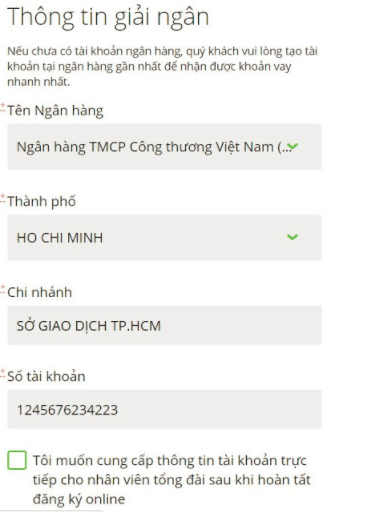 Thông tin giải ngân
Nếu chưa có tài khoản ngân hàng, quý khách vui lòng tạo tài
khoản tại ngân hàng gần nhất để nhận được khoản vay
nhanh nhất.
*Tên Ngân hàng
Ngân hàng TMCP Công thương Việt Nam (...
*Thành phố
HO CHI MINH
*Chi nhánh
SỞ GIAO DỊCH TP.HCM
*Số tài khoản
1245676234223
Tôi muốn cung cấp thông tin tài khoản trực
tiếp cho nhân viên tổng đài sau khi hoàn tất
đăng ký online